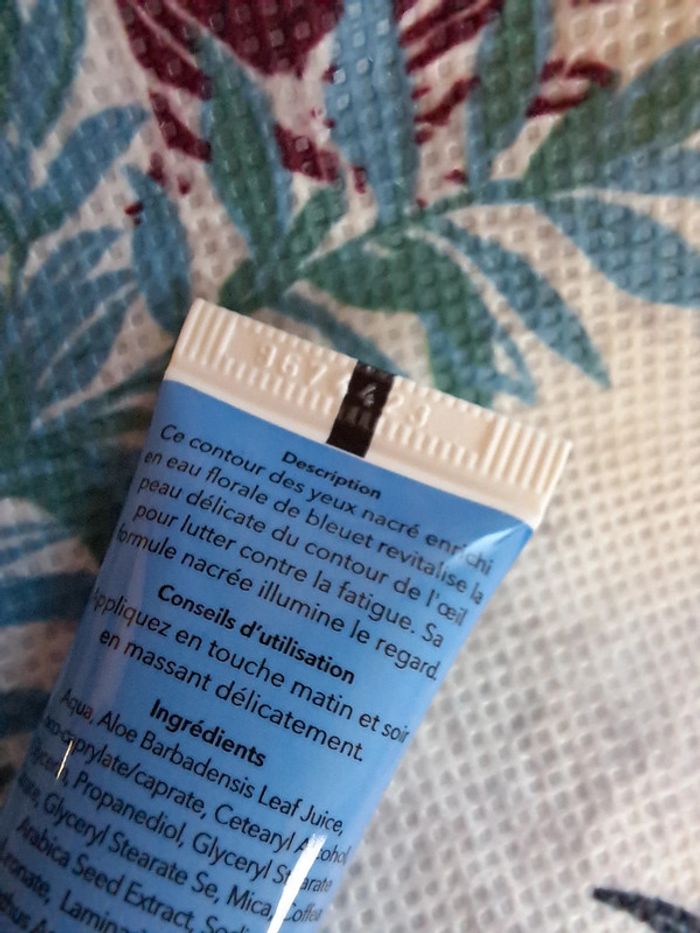 Description
Ce contour des yeux nacré enrichi
en eau florale de bleuet revitalise la
peau délicate du contour de l'œil
pour lutter contre la fatigue. Sa
formule nacrée illumine le regard.
Conseils d'utilisation
Appliquez en touche matin et soir
en massant délicatement.
Ingrédients
Aqua, Aloe Barbadensis Leaf Juice,
caprylate/caprate, Cetearyl Alcohol,
Propanediol, Glyceryl Stearate
Glyceryl Stearate Se, Mica, Coffea
Arabica Seed Extract,